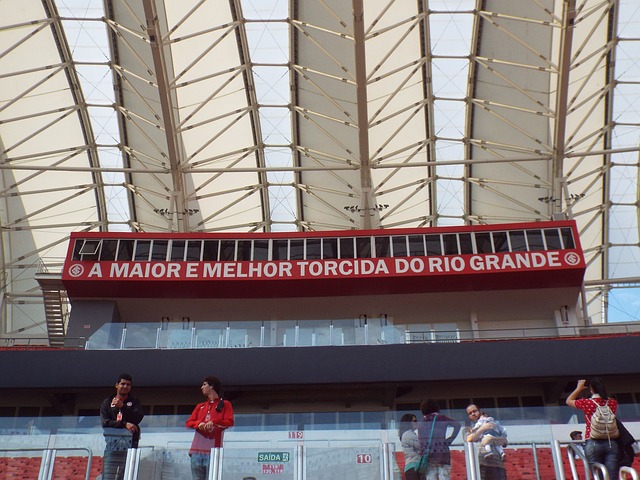 A MAIOR E MELHOR TORCIDA DO RIO GRANDE
119
SAÍDA
10